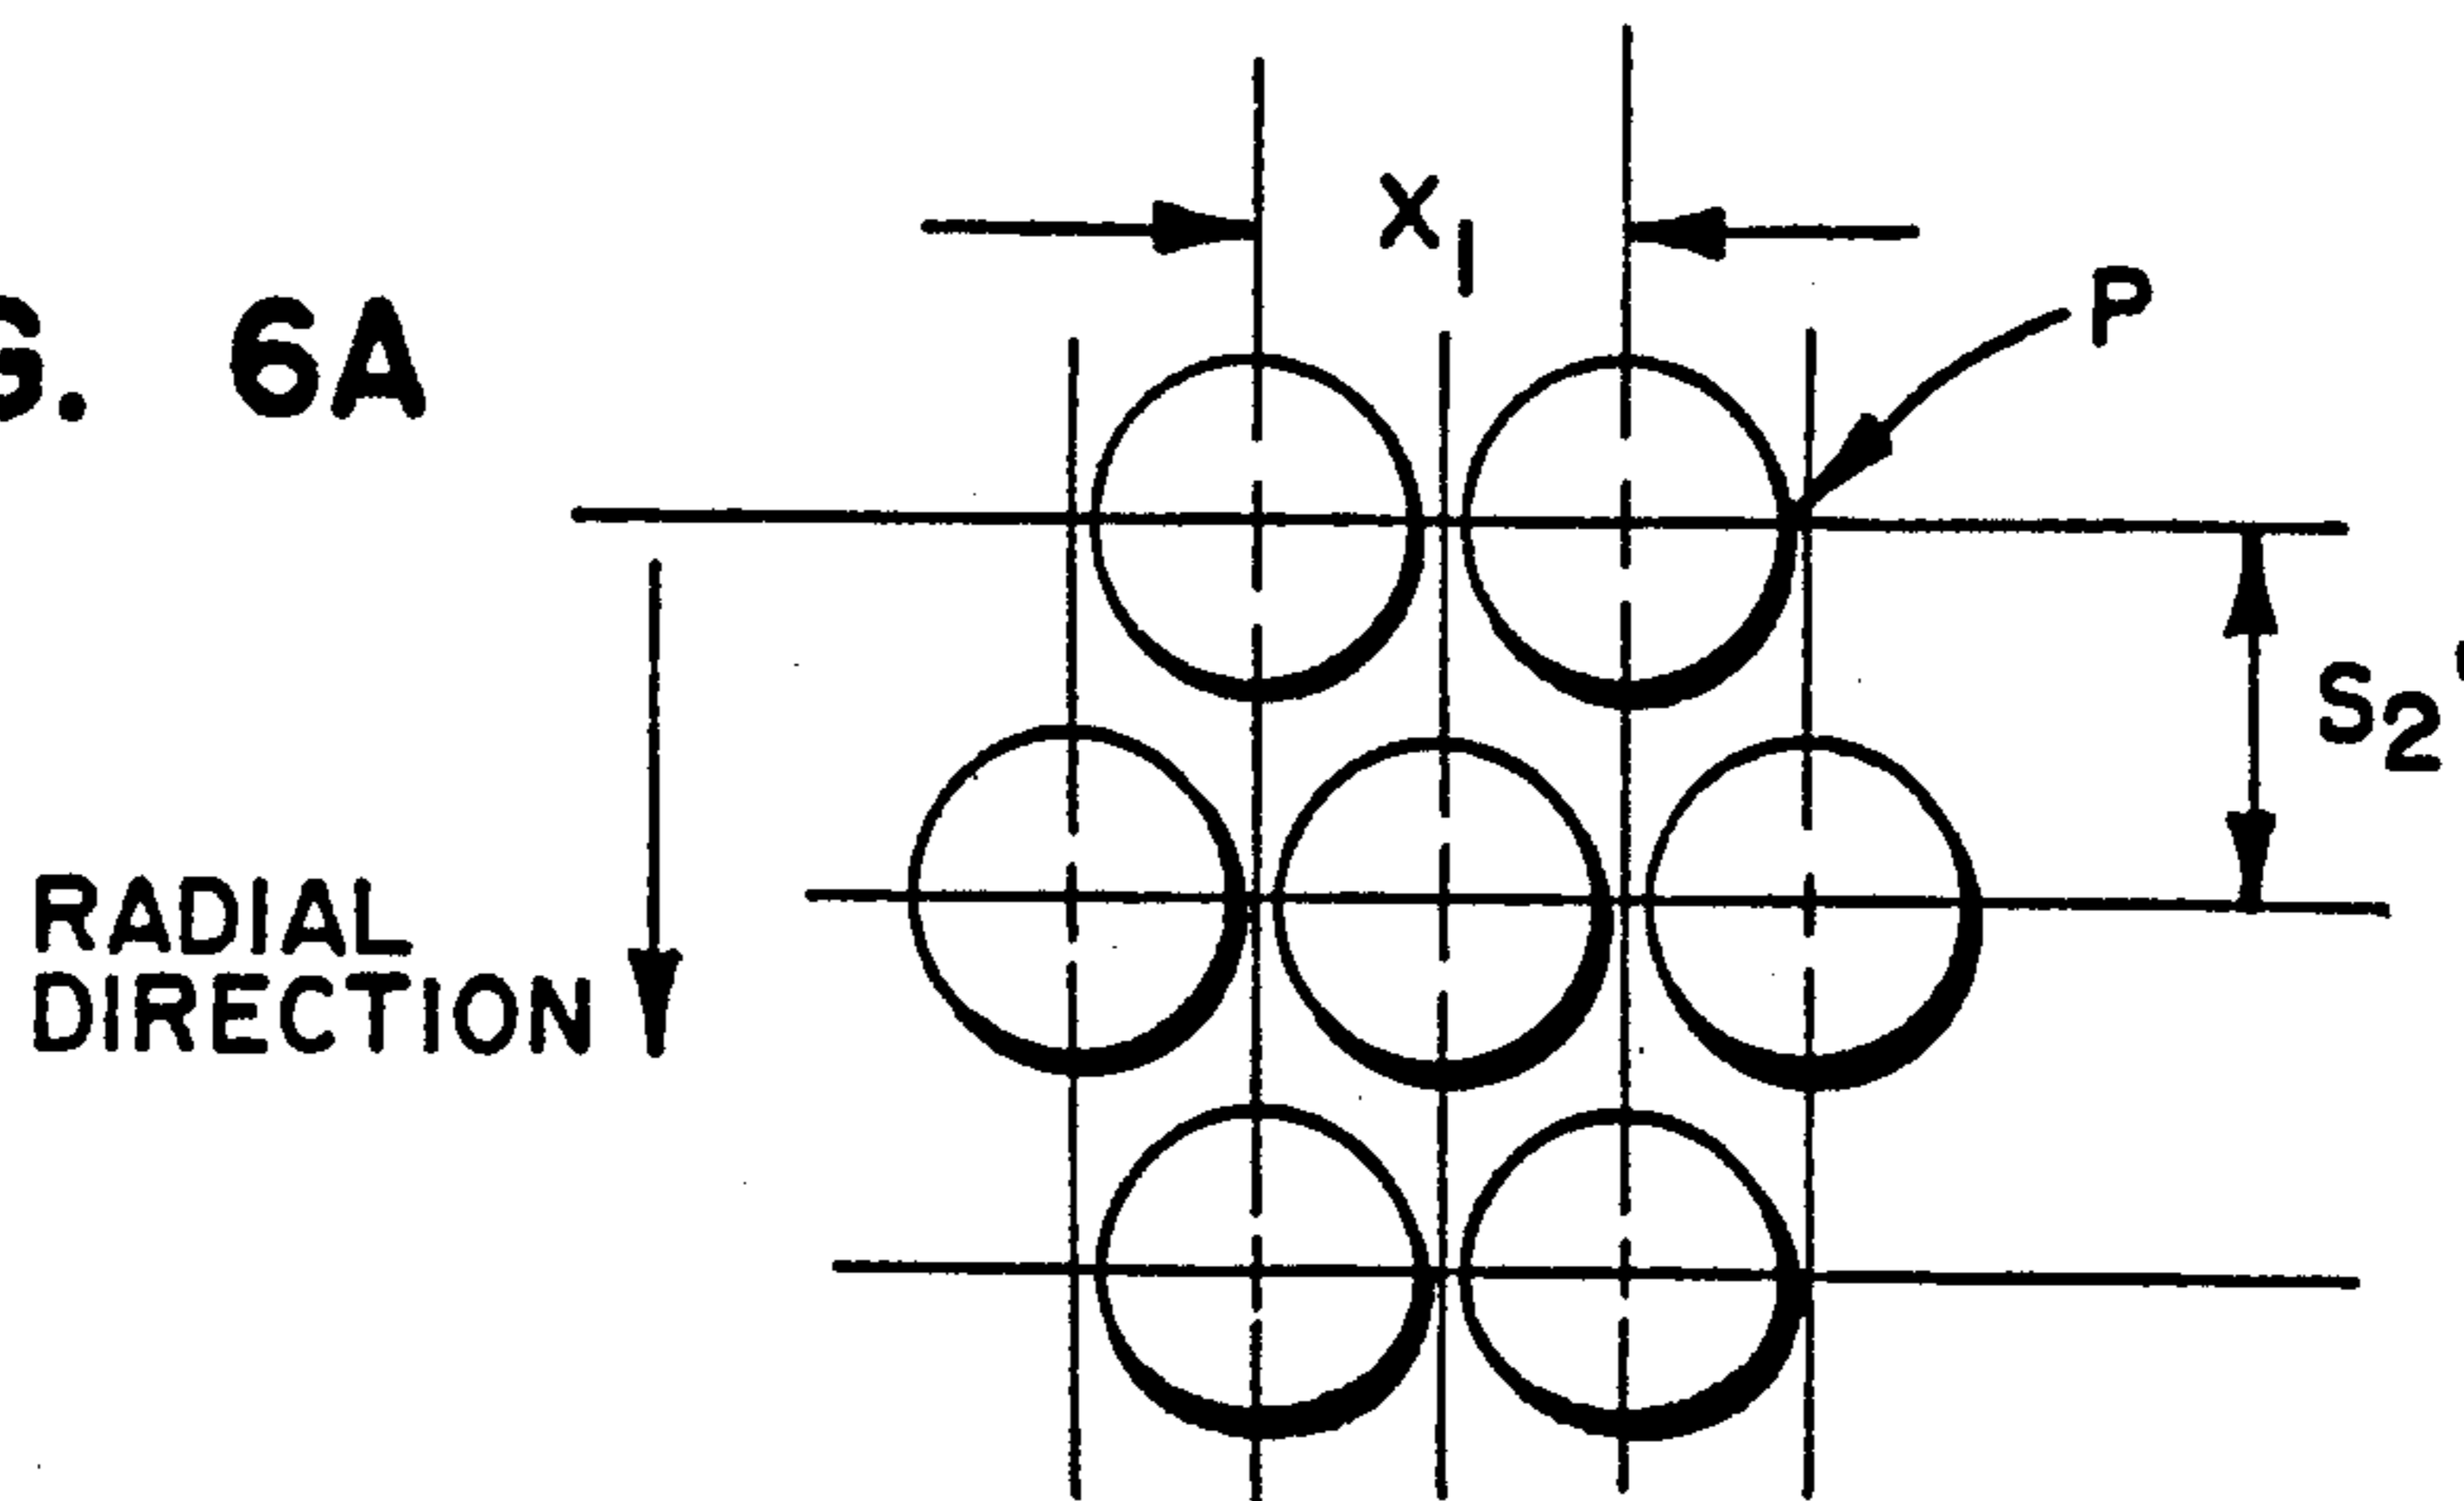 6A
X1
P
S2'
RADIAL
DIRECTION